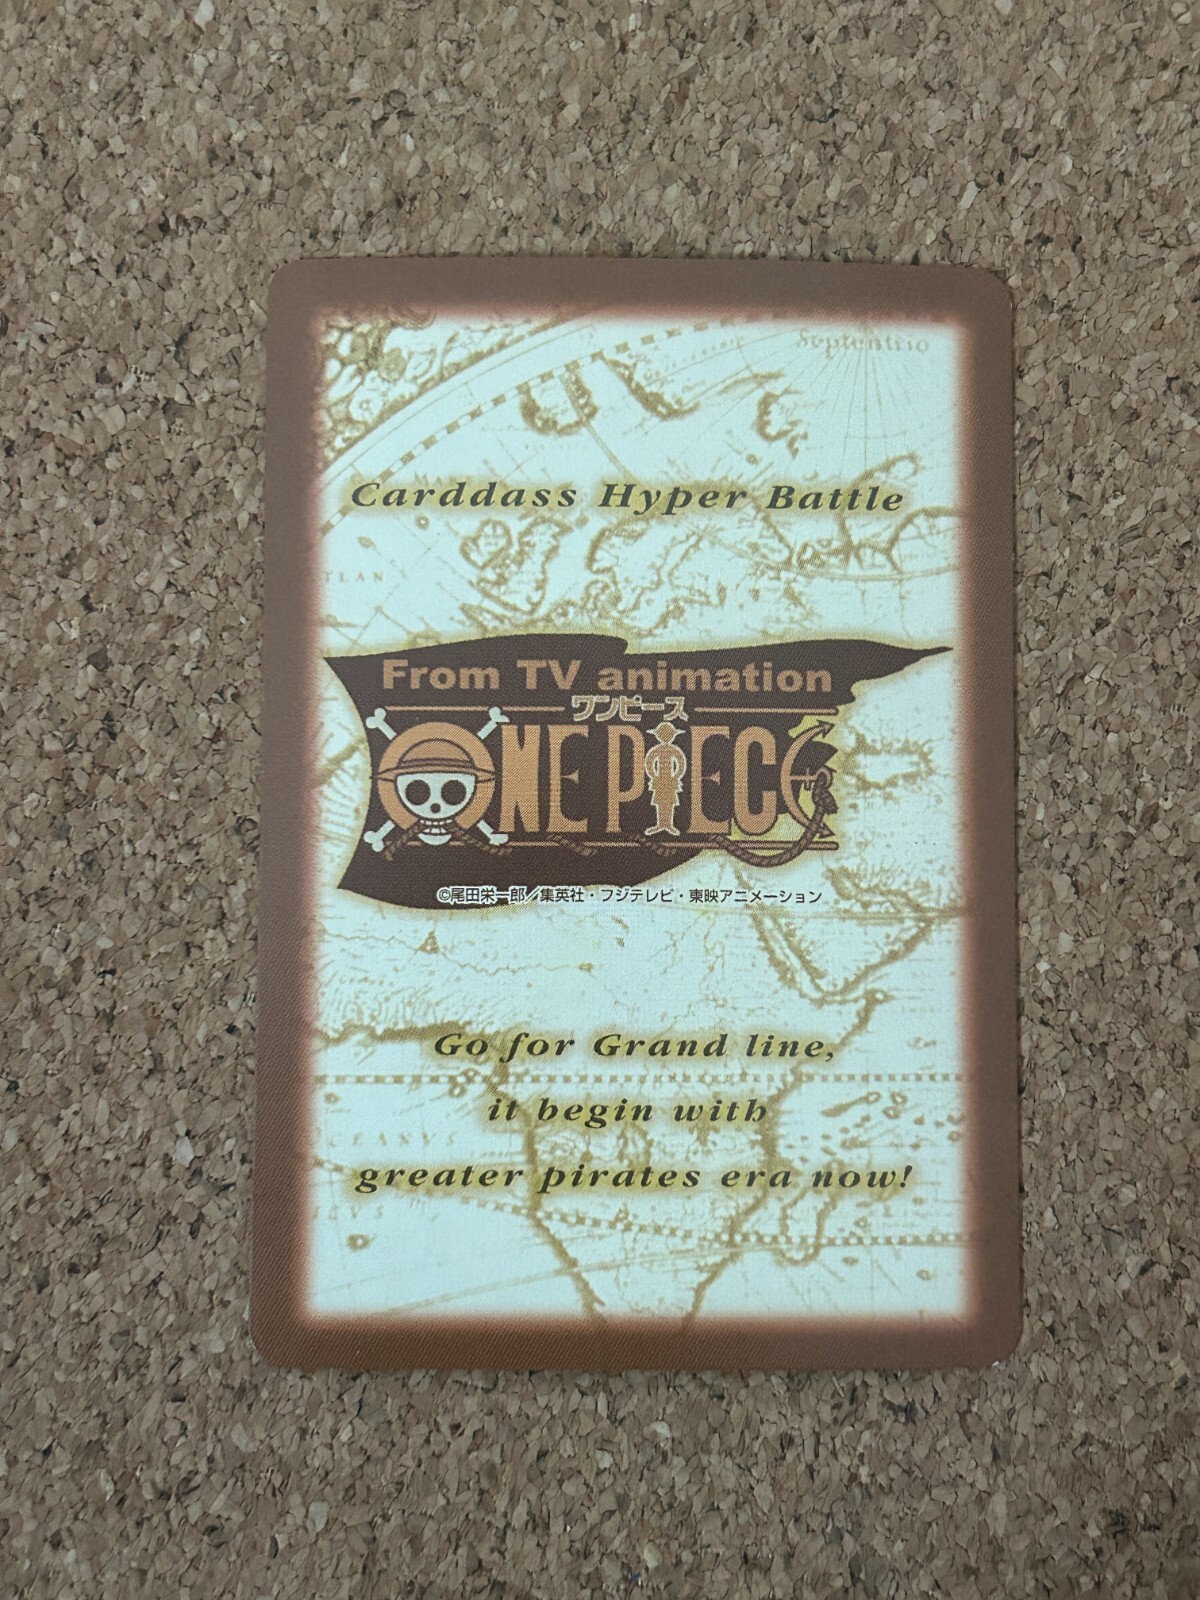 Septentrio
Carddass Hyper Battle
TLAN
From TV animation
ワンピース
ONE PIECE
©尾田栄一郎／集英社・フジテレビ・東映アニメーション
Go for Grand line,
it begin with
CEANVS
greater pirates era now!